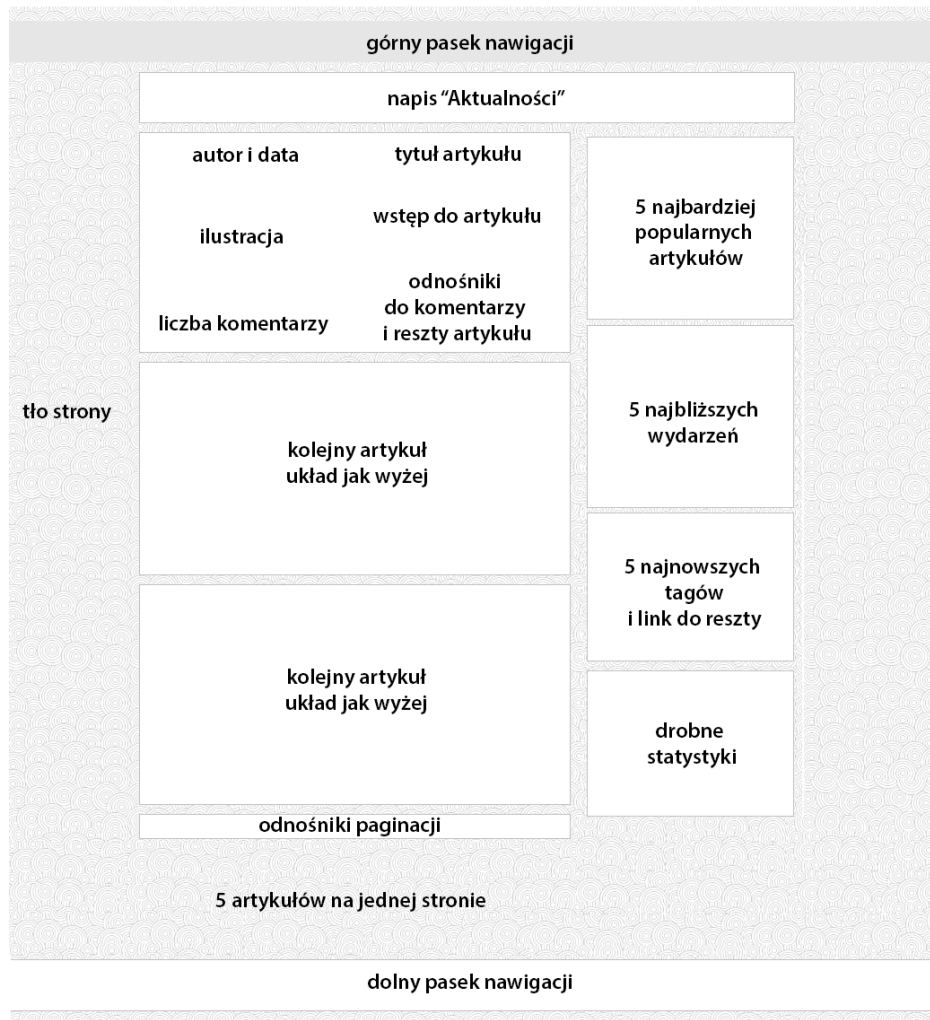 górny pasek nawigacji
napis “Aktualności”
autor i data
tytuł artykułu
ilustracja
wstęp do artykułu
liczba komentarzy
odnośniki
do komentarzy
i reszty artykułu
5 najbardziej
popularnych
artykułów
tło strony
kolejny artykuł
układ jak wyżej
5 najbliższych
wydarzeń
5 najnowszych
tagów
i link do reszty
kolejny artykuł
układ jak wyżej
drobne
statystyki
odnośniki paginacji
5 artykułów na jednej stronie
dolny pasek nawigacji